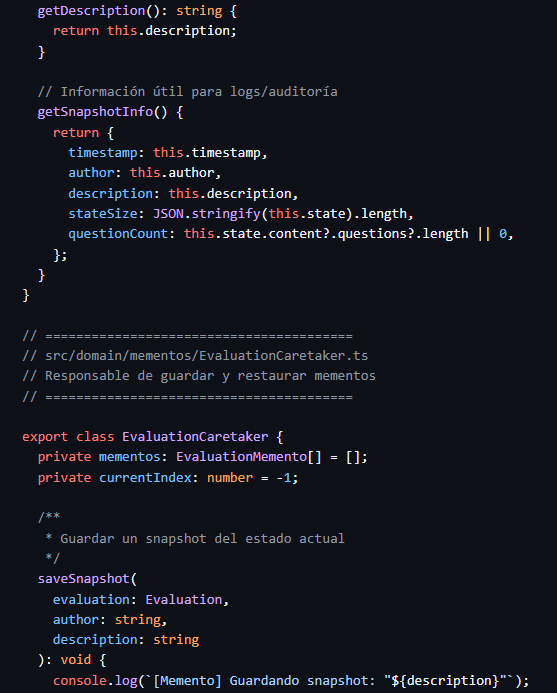 getDescription(): string {
return this.description;
}
// Información útil para logs/auditoría
getSnapshotInfo() {
return {
timestamp: this.timestamp,
author: this.author,
description: this.description,
stateSize: JSON.stringify(this.state).length,
questionCount: this.state.content?.questions?.length || 0,
};
}
}
// ========================================
// src/domain/mementos/EvaluationCaretaker.ts
// Responsable de guardar y restaurar mementos
// ========================================
export class EvaluationCaretaker {
private mementos: EvaluationMemento[] = [];
private currentIndex: number = -1;
/**
* Guardar un snapshot del estado actual
*/
saveSnapshot(
evaluation: Evaluation,
author: string,
description: string
): void {
console.log(`[Memento] Guardando snapshot: "${description}"`);